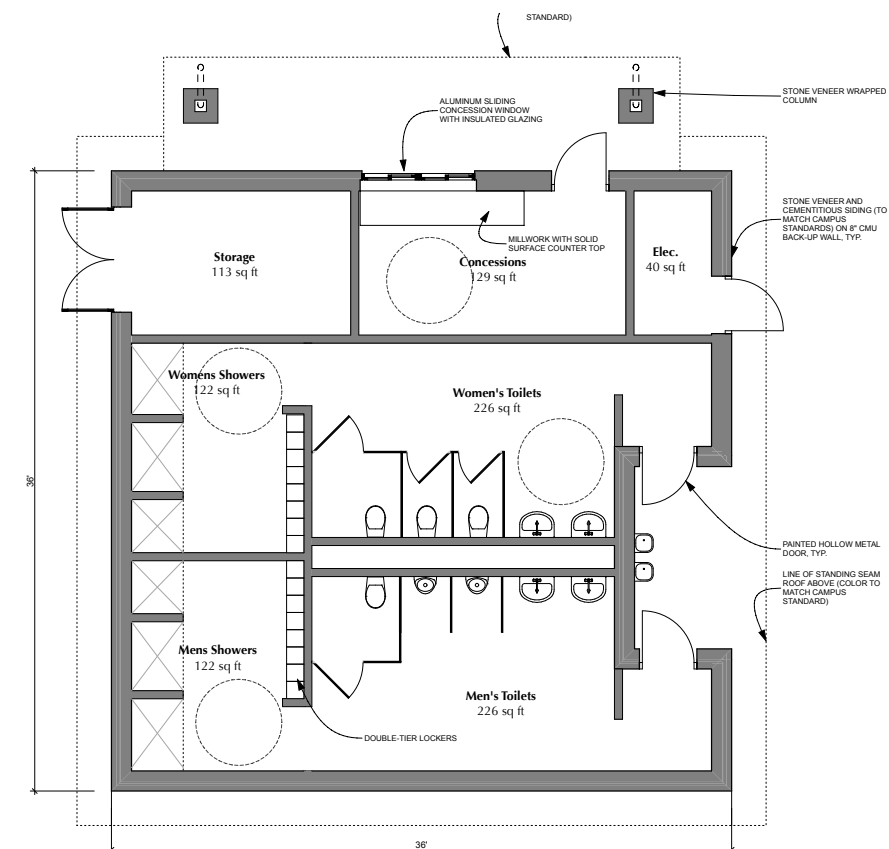 STANDARD)
ALUMINUM SLIDING
CONCESSION WINDOW
WITH INSULATED GLAZING
STONE VENEER WRAPPED
COLUMN
STONE VENEER AND
CEMENTITIOUS SIDING (TO
MATCH CAMPUS
STANDARDS) ON 8" CMU
BACK-UP WALL, TYP.
MILLWORK WITH SOLID
SURFACE COUNTER TOP
Storage
113 sq ft
Concessions
129 sq ft
Elec.
40 sq ft
Womens Showers
122 sq ft
Women's Toilets
226 sq ft
36'
PAINTED HOLLOW METAL
DOOR, TYP.
LINE OF STANDING SEAM
ROOF ABOVE (COLOR TO
MATCH CAMPUS
STANDARD)
Mens Showers
122 sq ft
Men's Toilets
226 sq ft
DOUBLE-TIER LOCKERS
36'